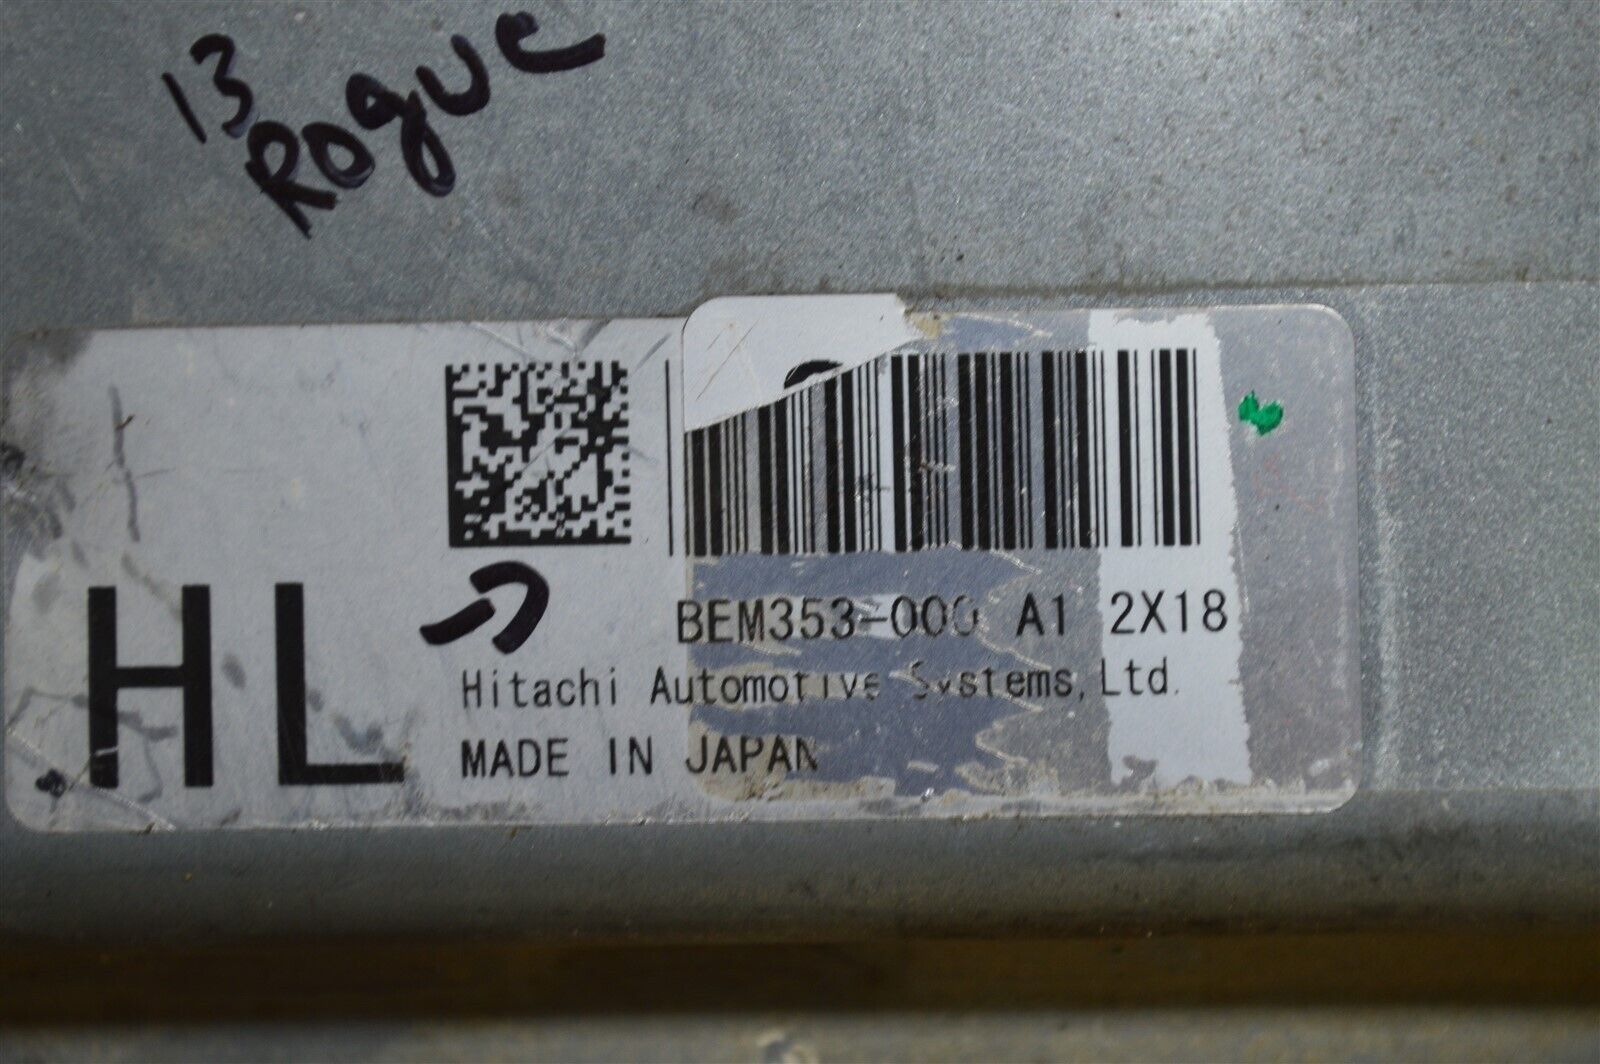 13
Rogue
HL
BEM353-000 A1 2X18
Hitachi Automotive Systems, Ltd.
MADE IN JAPAN